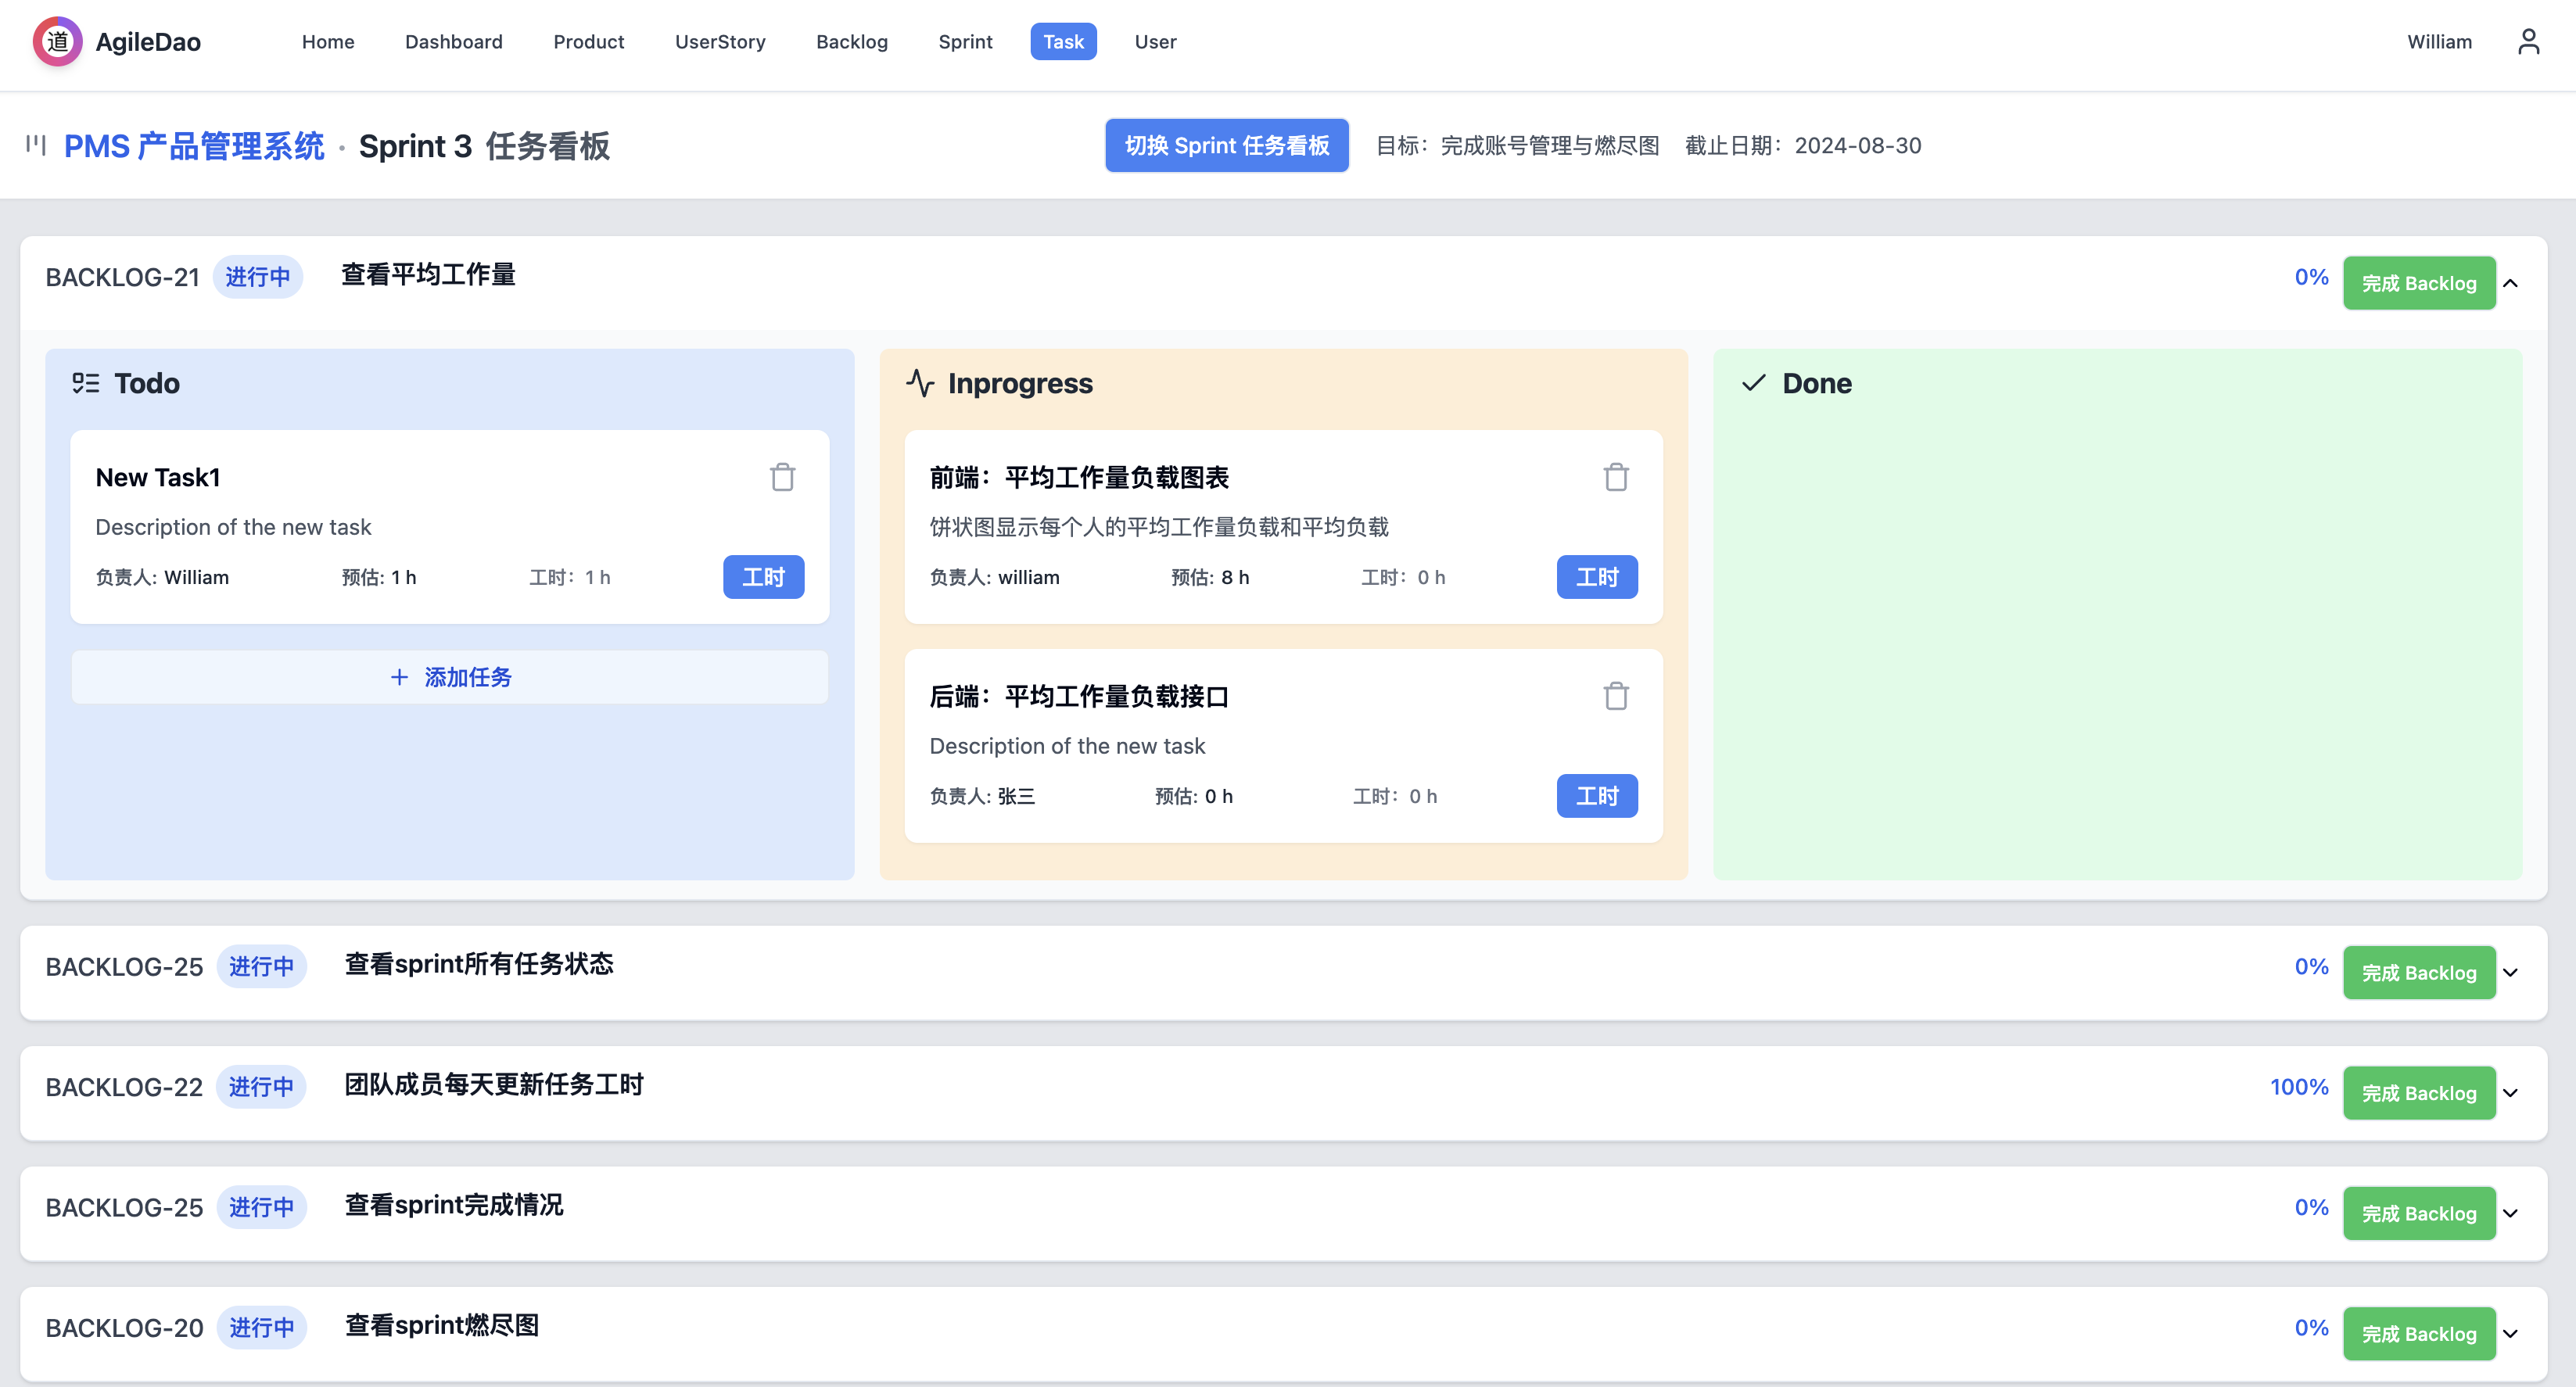 道 AgileDao Home Dashboard Product UserStory Backlog Sprint Task User William
PMS 产品管理系统 · Sprint 3 任务看板 切换 Sprint 任务看板 目标：完成账号管理与燃尽图 截止日期：2024-08-30
BACKLOG-21 进行中 查看平均工作量 0% 完成 Backlog
Todo
New Task1
Description of the new task
负责人: William 预估: 1 h 工时：1 h 工时
+ 添加任务
Inprogress
前端：平均工作量负载图表
饼状图显示每个人的平均工作量负载和平均负载
负责人: william 预估: 8 h 工时：0 h 工时
后端：平均工作量负载接口
Description of the new task
负责人: 张三 预估: 0 h 工时：0 h 工时
Done
BACKLOG-25 进行中 查看sprint所有任务状态 0% 完成 Backlog
BACKLOG-22 进行中 团队成员每天更新任务工时 100% 完成 Backlog
BACKLOG-25 进行中 查看sprint完成情况 0% 完成 Backlog
BACKLOG-20 进行中 查看sprint燃尽图 0% 完成 Backlog